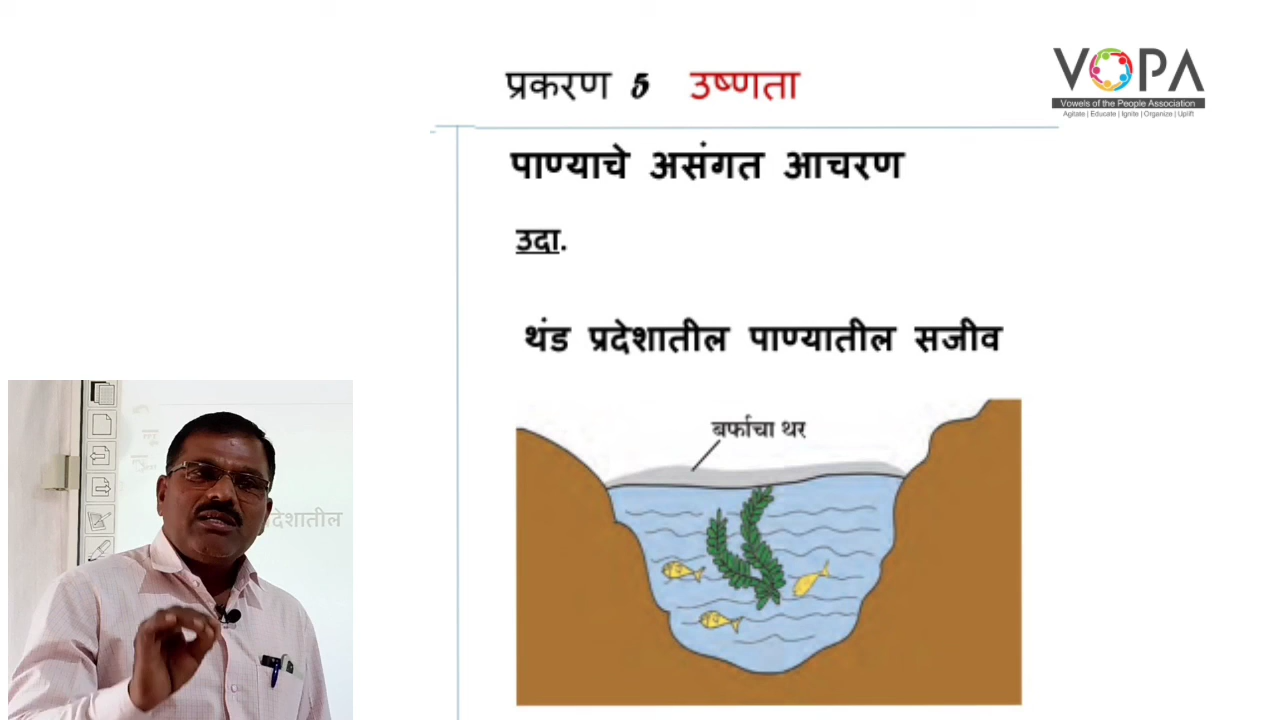 प्रकरण 5 उष्णता
VOPA
Vowels of the People Association
Agitate | Educate | Ignite | Organize | Uplift
पाण्याचे असंगत आचरण
उदा.
थंड प्रदेशातील पाण्यातील सजीव
बर्फाचा थर
देशातील